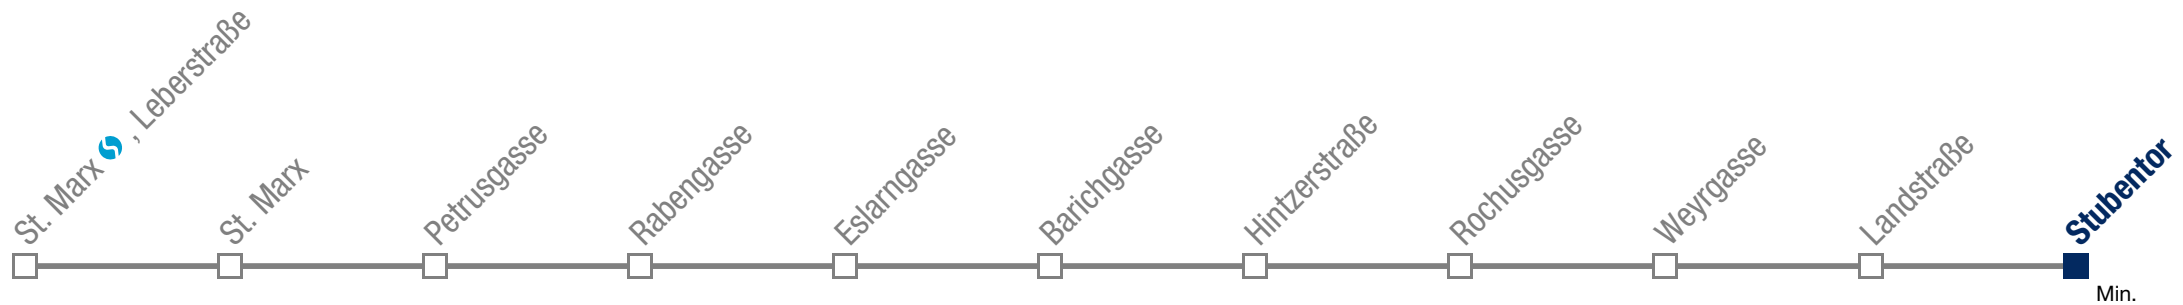 St. Marx , Leberstraße
St. Marx
Petrusgasse
Rabengasse
Eslarngasse
Barichgasse
Hintzerstraße
Rochusgasse
Weyrgasse
Landstraße
Stubentor
Min.